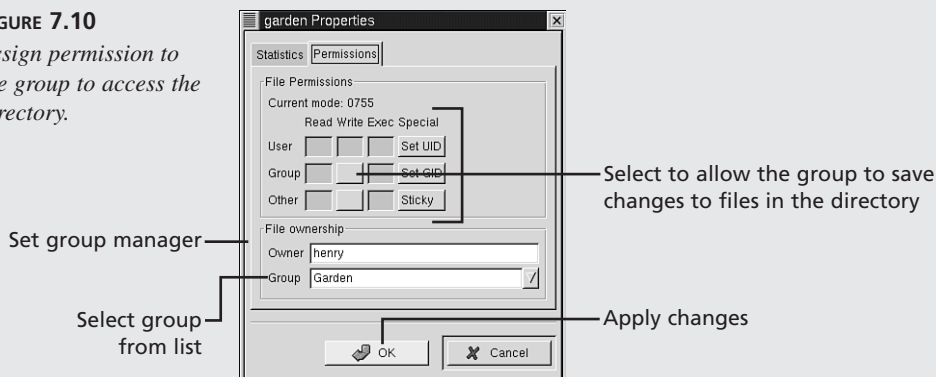 GURE 7.10
sign permission to
e group to access the
rectory.
garden Properties
Statistics Permissions
File Permissions
Current mode: 0755
Read Write Exec Special
User Set UID
Group Set GID
Other Sticky
File ownership
Owner henry
Group Garden
OK Cancel
Select to allow the group to save
changes to files in the directory
Set group manager
Select group
from list
Apply changes